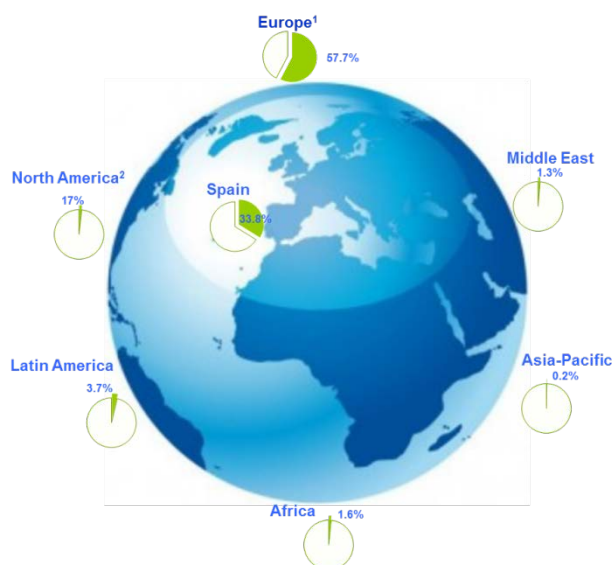 Europe¹
57.7%
Middle East
1.3%
North America²
17%
Spain
33.8%
Latin America
3.7%
Asia-Pacific
0.2%
Africa
1.6%